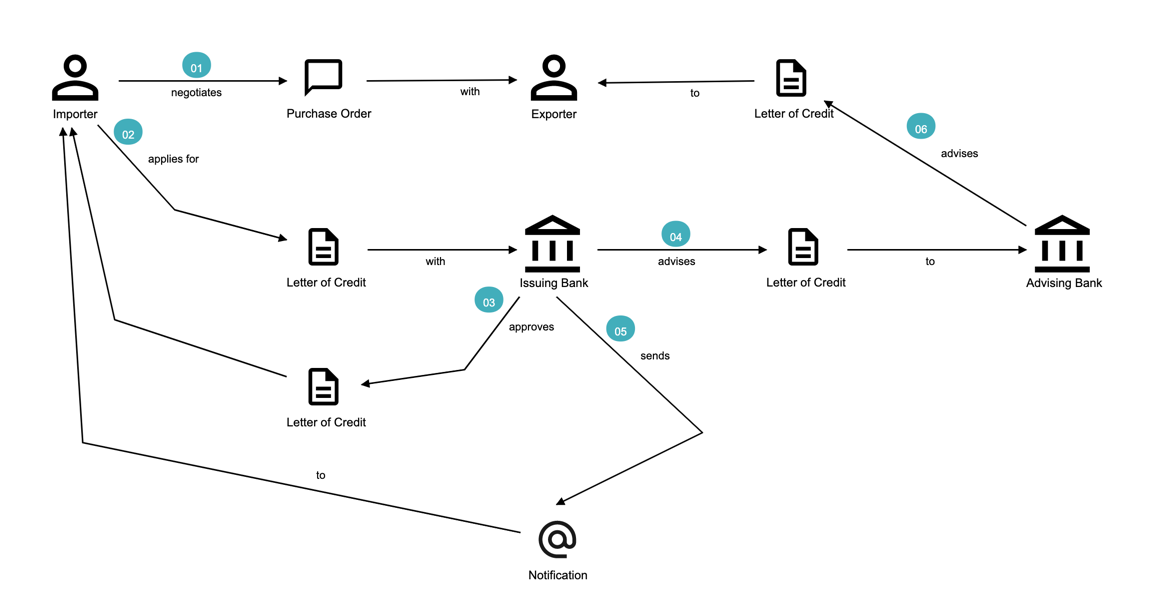 01
negotiates
with
to
Importer
Purchase Order
Exporter
Letter of Credit
02
applies for
06
advises
04
with
advises
to
Letter of Credit
Issuing Bank
Letter of Credit
Advising Bank
03
approves
05
sends
Letter of Credit
to
Notification